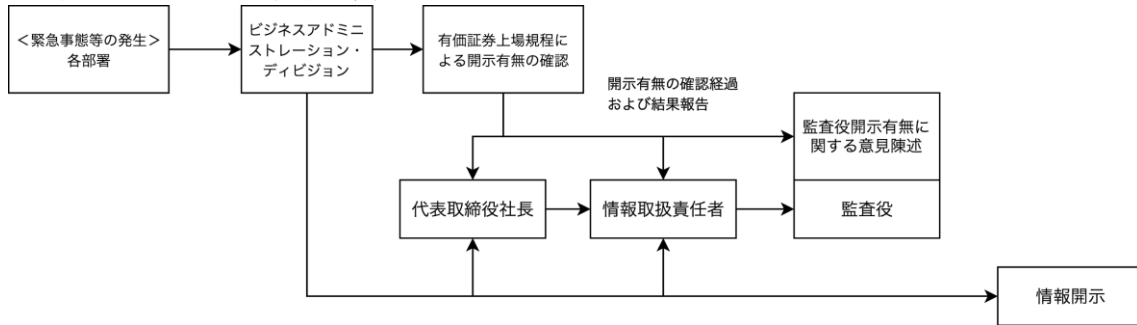 ＜緊急事態等の発生＞
各部署
ビジネスアドミニ
ストレーション・
ディビジョン
有価証券上場規程に
よる開示有無の確認
開示有無の確認経過
および結果報告
監査役開示有無に
関する意見陳述
代表取締役社長
情報取扱責任者
監査役
情報開示